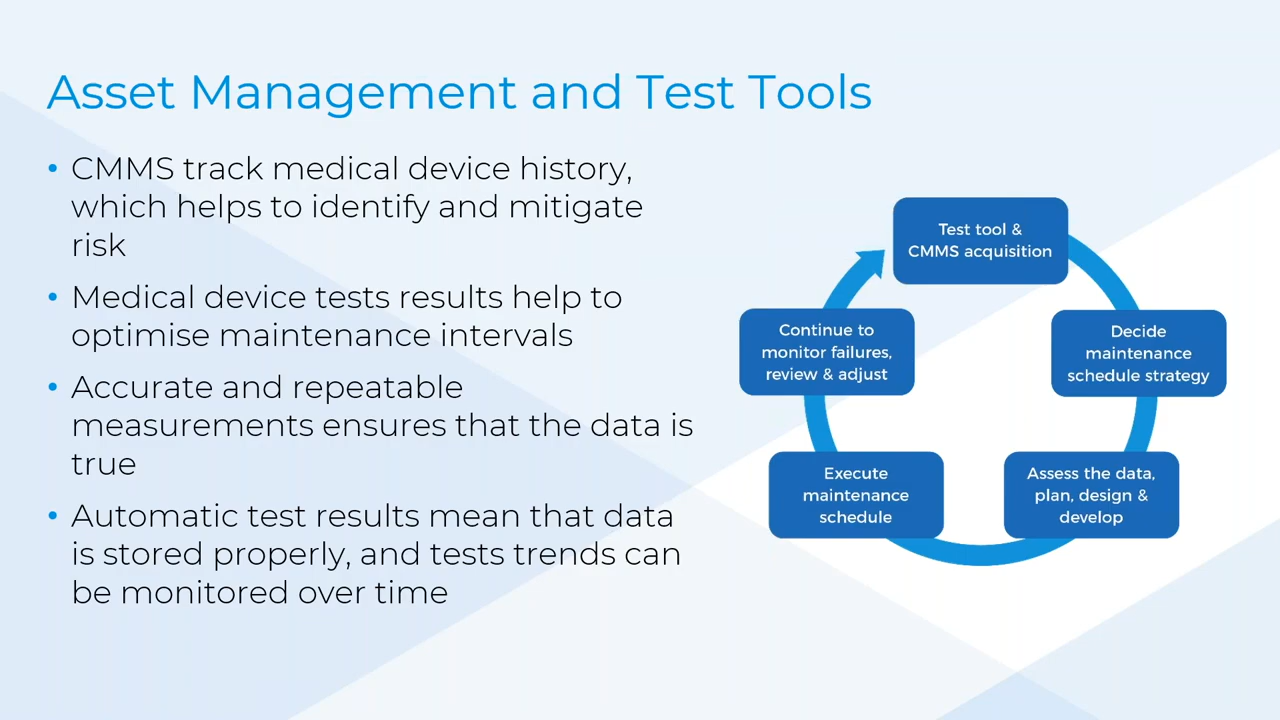 Asset Management and Test Tools
• CMMS track medical device history,
which helps to identify and mitigate
risk
• Medical device tests results help to
optimise maintenance intervals
• Accurate and repeatable
measurements ensures that the data is
true
• Automatic test results mean that data
is stored properly, and tests trends can
be monitored over time
Test tool &
CMMS acquisition
Decide
maintenance
schedule strategy
Assess the data,
plan, design &
develop
Execute
maintenance
schedule
Continue to
monitor failures,
review & adjust